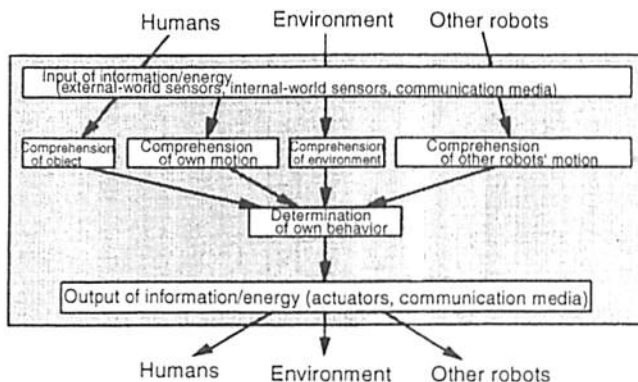 Humans Environment Other robots
Input of information/energy
(external-world sensors, internal-world sensors, communication media)
Comprehension
of object
Comprehension
of own motion
Comprehension
of environment
Comprehension
of other robots' motion
Determination
of own behavior
Output of information/energy (actuators, communication media)
Humans Environment Other robots